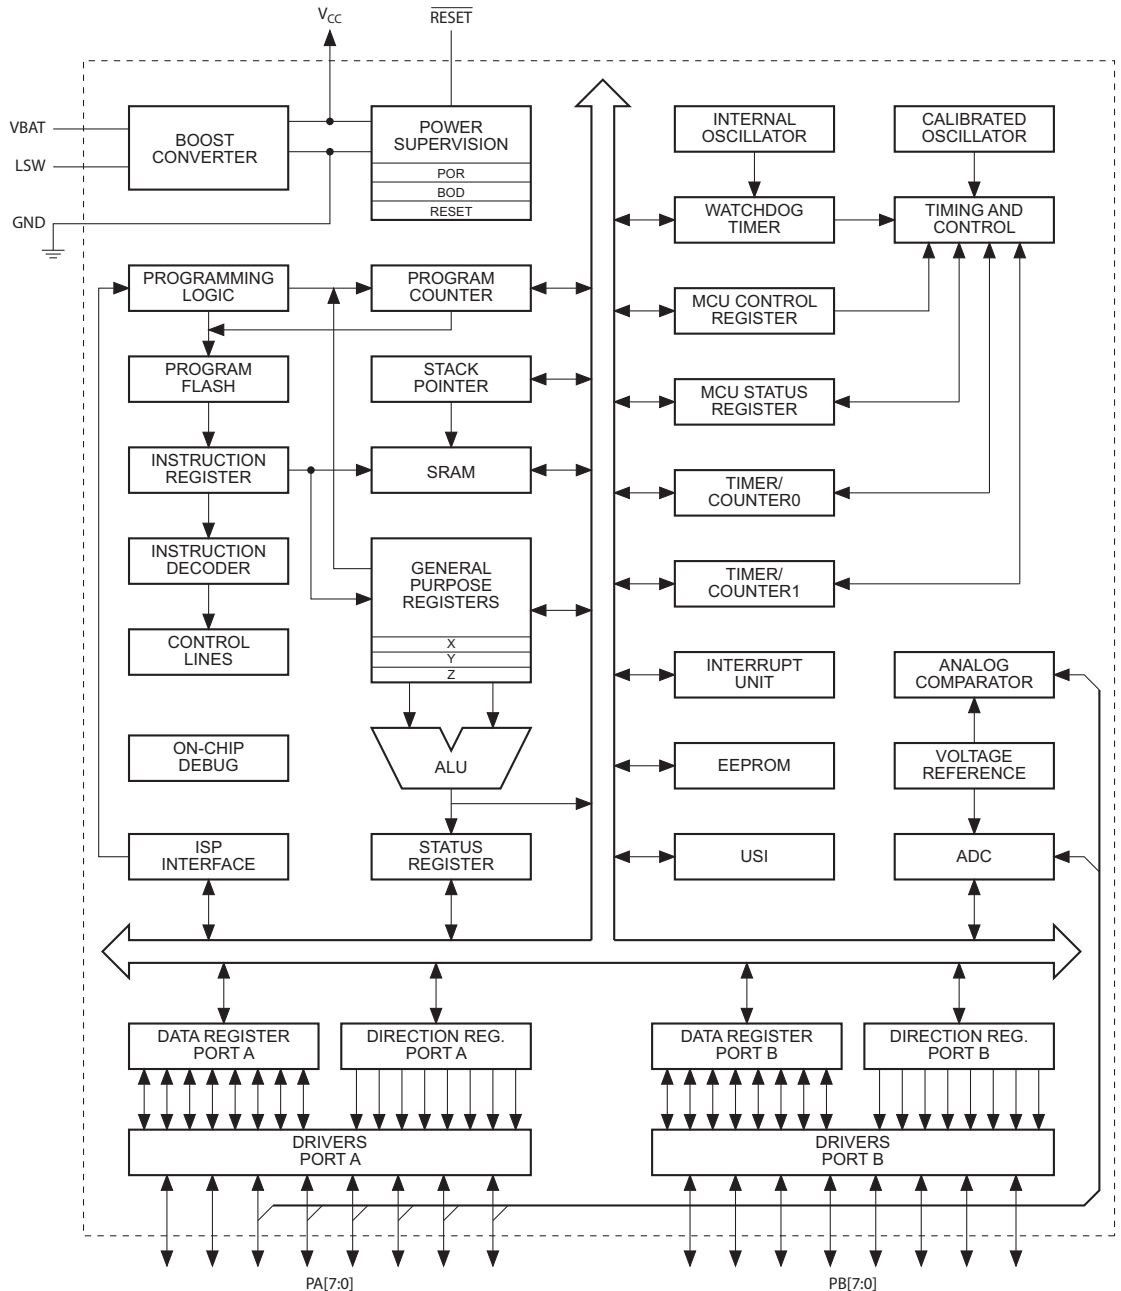 VCC
RESET
VBAT
LSW
GND
BOOST
CONVERTER
POWER
SUPERVISION
POR
BOD
RESET
INTERNAL
OSCILLATOR
CALIBRATED
OSCILLATOR
WATCHDOG
TIMER
TIMING AND
CONTROL
PROGRAMMING
LOGIC
PROGRAM
COUNTER
MCU CONTROL
REGISTER
PROGRAM
FLASH
STACK
POINTER
MCU STATUS
REGISTER
INSTRUCTION
REGISTER
SRAM
TIMER/
COUNTER0
INSTRUCTION
DECODER
GENERAL
PURPOSE
REGISTERS
X
Y
Z
TIMER/
COUNTER1
CONTROL
LINES
INTERRUPT
UNIT
ANALOG
COMPARATOR
ON-CHIP
DEBUG
ALU
EEPROM
VOLTAGE
REFERENCE
ISP
INTERFACE
STATUS
REGISTER
USI
ADC
DATA REGISTER
PORT A
DIRECTION REG.
PORT A
DATA REGISTER
PORT B
DIRECTION REG.
PORT B
DRIVERS
PORT A
DRIVERS
PORT B
PA[7:0]
PB[7:0]